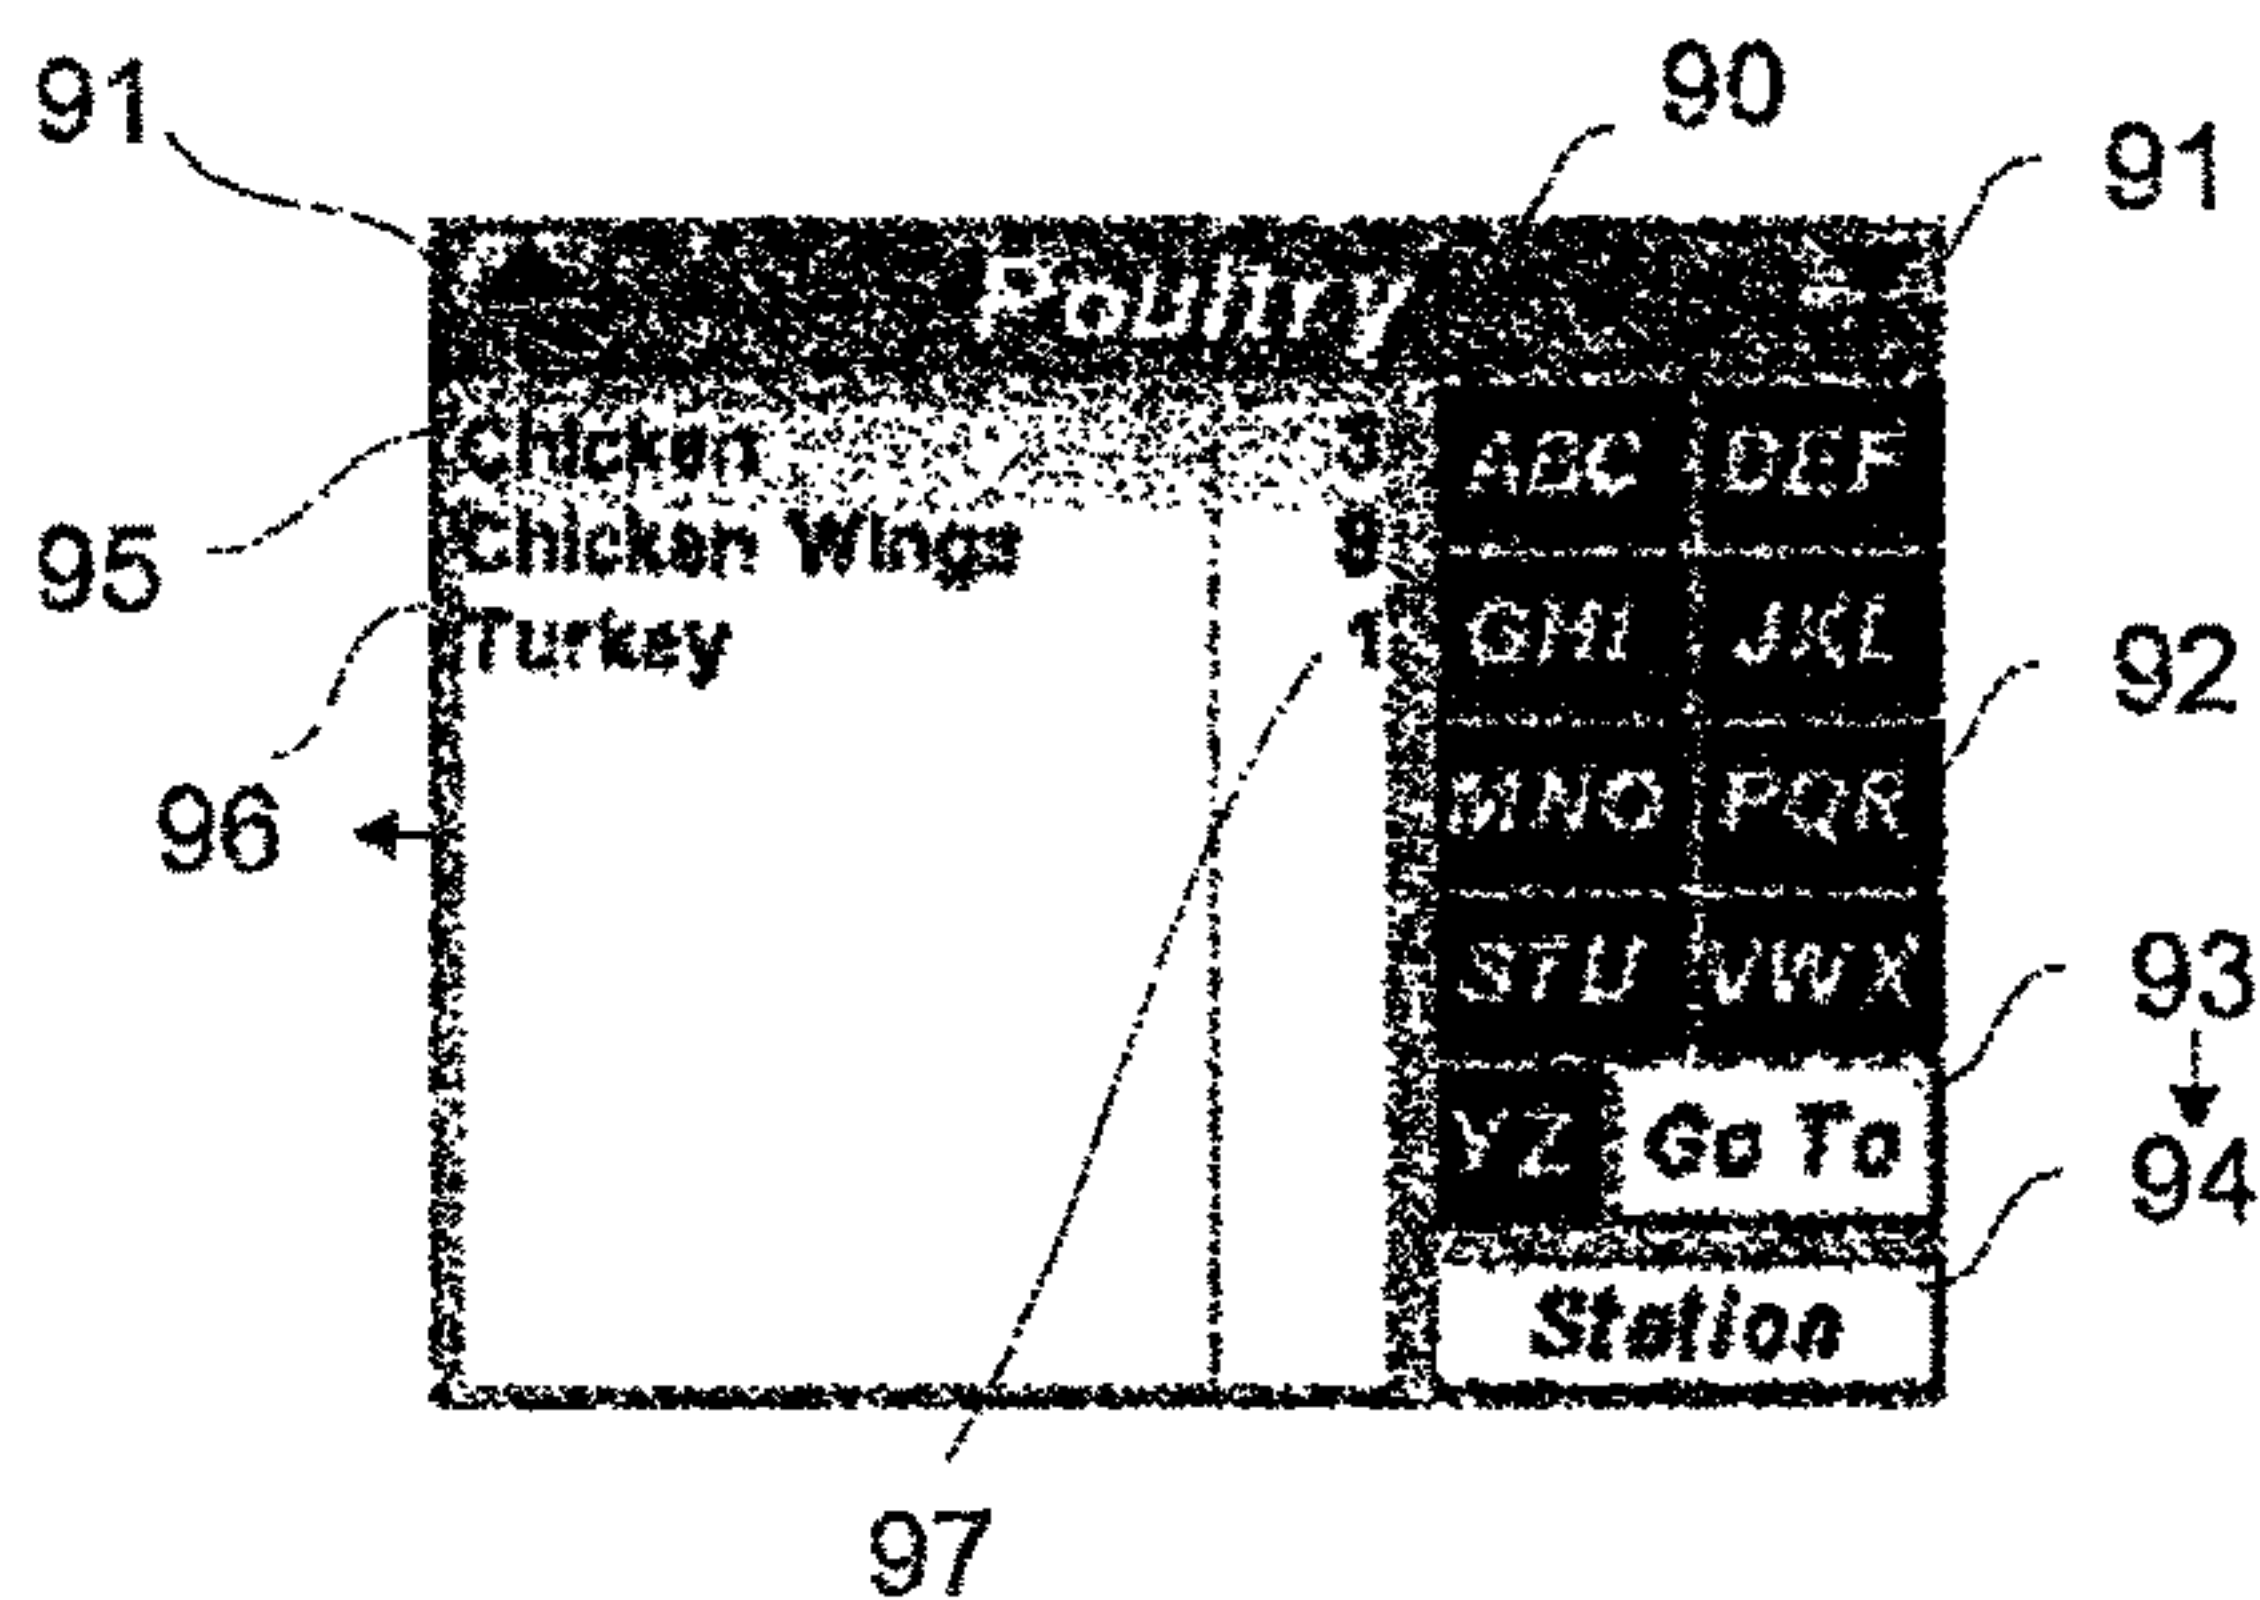 90
91
91
Poultry
Chicken 3
Chicken Wings 9
Turkey 1
ABC DEF
GHI JKL
MNO PQR
STU VWX
YZ Go To
Station
95
96
92
93
94
97